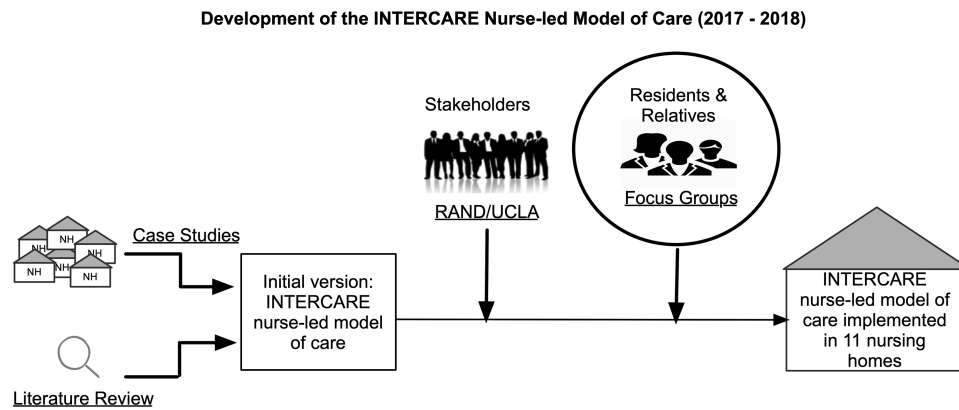 Development of the INTERCARE Nurse-led Model of Care (2017 - 2018)
Stakeholders
RAND/UCLA
Residents &
Relatives
Focus Groups
Case Studies
NH
NH
NH
NH
NH
NH
Literature Review
Initial version:
INTERCARE
nurse-led model
of care
INTERCARE
nurse-led model of
care implemented
in 11 nursing
homes